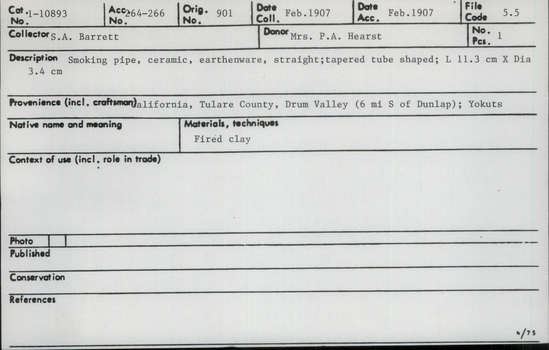 Cat. No. 1-10893 Acc. No. 264-266 Orig. No. 901 Date Coll. Feb.1907 Date Acc. Feb.1907 File Code 5.5
Collector S.A. Barrett Donor Mrs. P.A. Hearst No. Pcs. 1
Description Smoking pipe, ceramic, earthenware, straight;tapered tube shaped; L 11.3 cm X Dia
3.4 cm
Provenience (incl. craftsman) alifornia, Tulare County, Drum Valley (6 mi S of Dunlap); Yokuts
Native name and meaning Materials, techniques
Fired clay
Context of use (incl. role in trade)
Photo
Published
Conservation
References
4/75